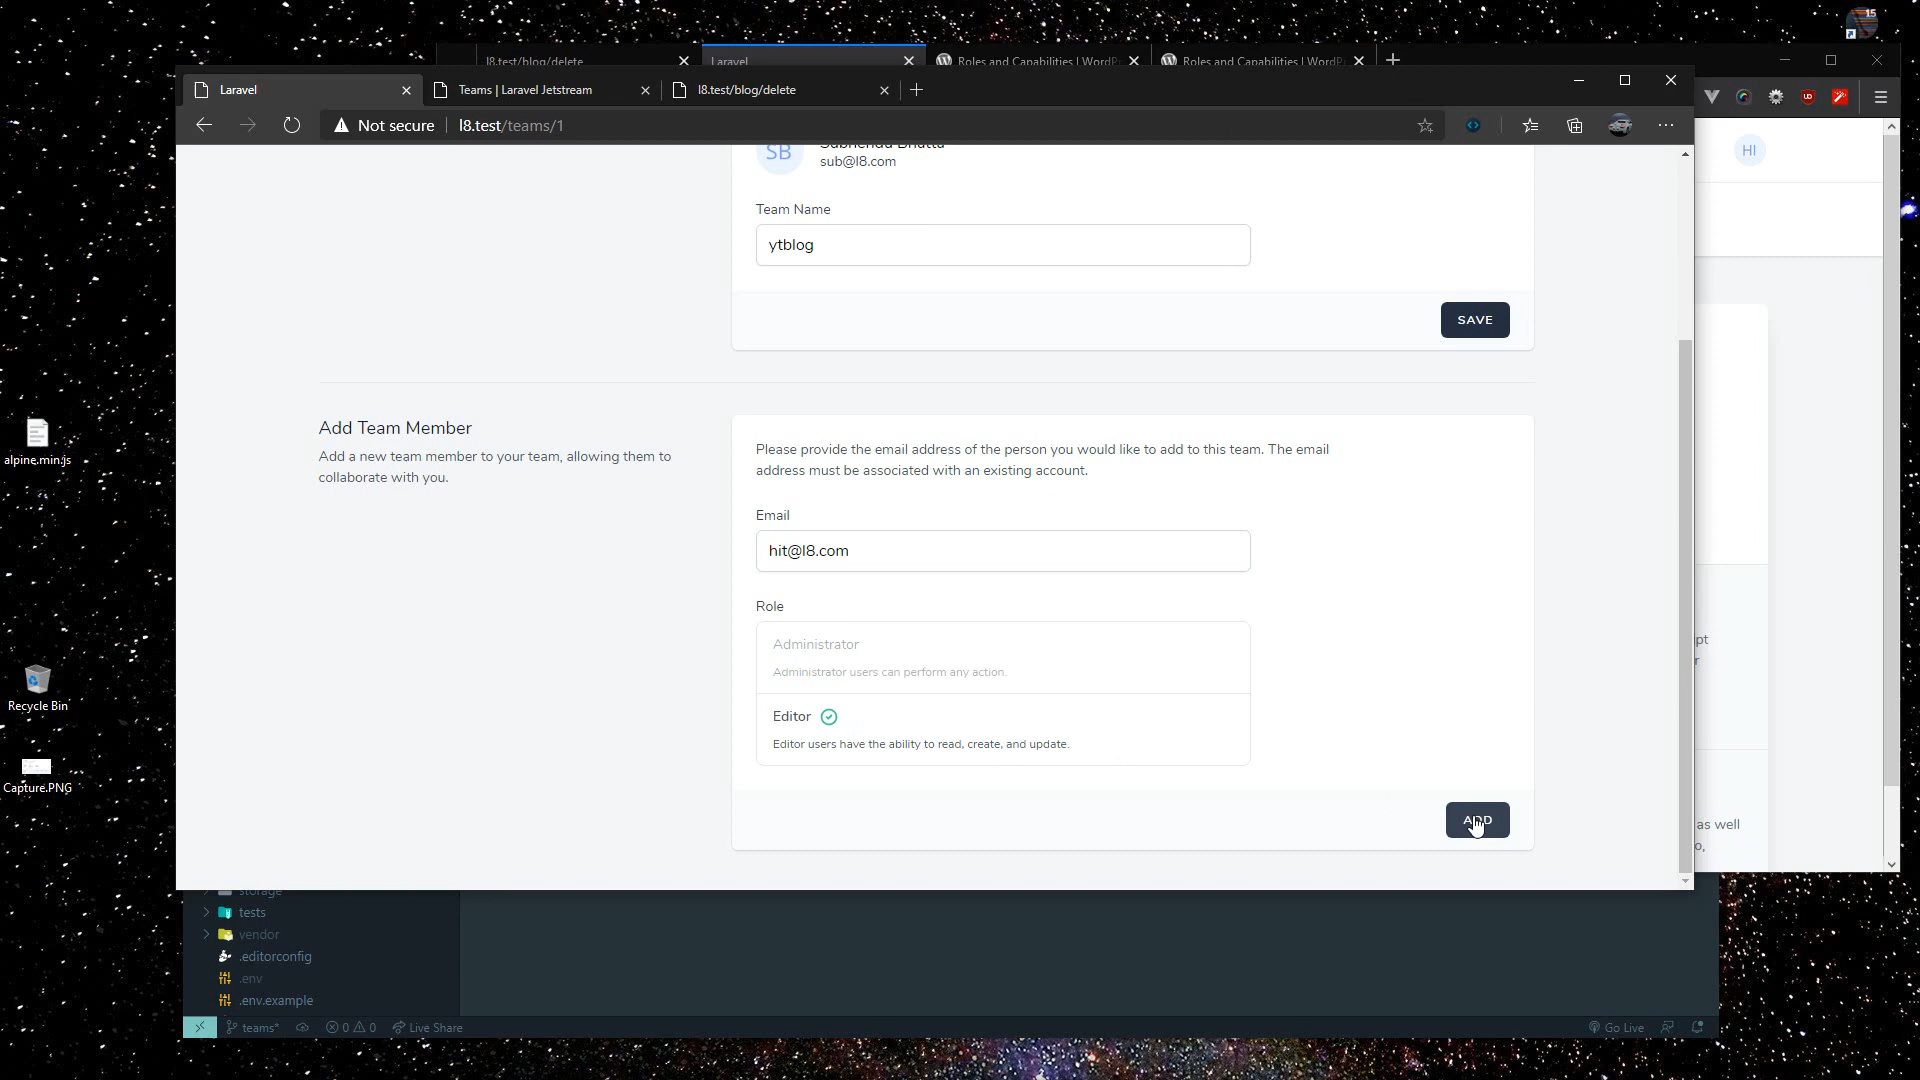 15
l8.test/blog/delete
Laravel
Roles and Capabilities | WordP
Roles and Capabilities | WordP
Laravel
Teams | Laravel Jetstream
l8.test/blog/delete
Not secure
l8.test/teams/1
HI
SB
sub@l8.com
Team Name
ytblog
SAVE
Add Team Member
Add a new team member to your team, allowing them to
collaborate with you.
Please provide the email address of the person you would like to add to this team. The email
address must be associated with an existing account.
Email
hit@l8.com
Role
Administrator
Administrator users can perform any action.
Editor
Editor users have the ability to read, create, and update.
ADD
pt
r
as well
o,
alpine.min.js
Recycle Bin
Capture.PNG
storage
tests
vendor
.editorconfig
.env
.env.example
teams*
0
0
Live Share
Go Live